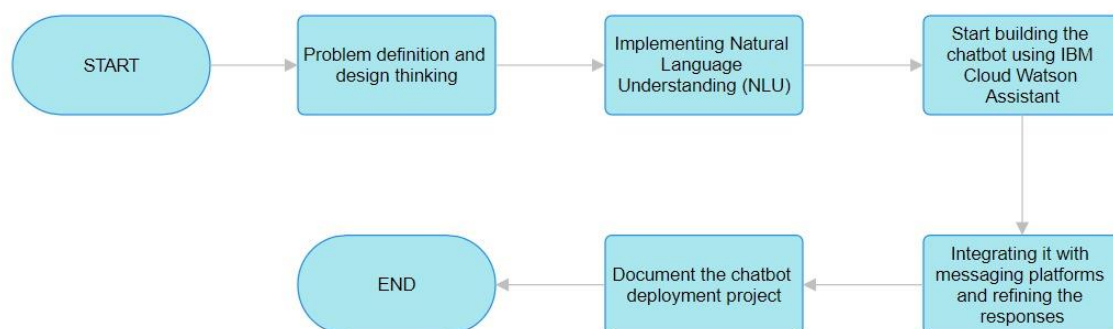 START
Problem definition and
design thinking
Implementing Natural
Language
Understanding (NLU)
Start building the
chatbot using IBM
Cloud Watson
Assistant
Integrating it with
messaging platforms
and refining the
responses
Document the chatbot
deployment project
END